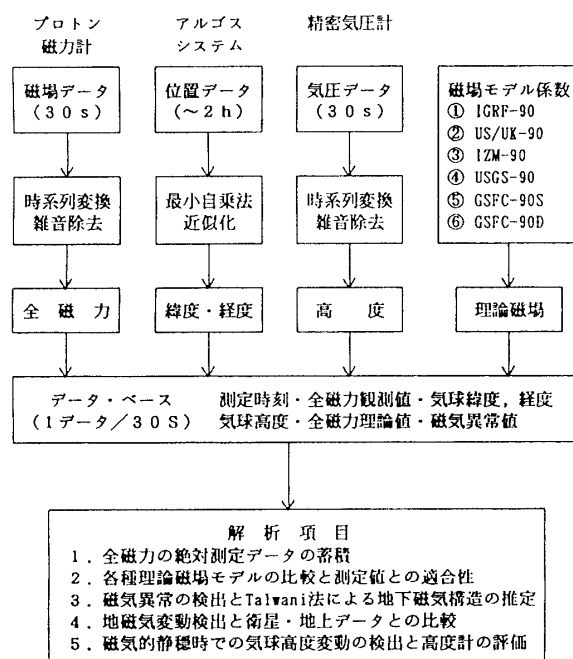 プロトン
磁力計
アルゴス
システム
精密気圧計
磁場データ
(30s)
位置データ
(~2h)
気圧データ
(30s)
磁場モデル係数
① IGRF-90
② US/UK-90
③ IZM-90
④ USGS-90
⑤ GSFC-90S
⑥ GSFC-90D
時系列変換
雑音除去
最小自乗法
近似化
時系列変換
雑音除去
全 磁 力
緯度・経度
高 度
理論磁場
データ・ベース
(1データ/30S)
測定時刻・全磁力観測値・気球緯度,経度
気球高度・全磁力理論値・磁気異常値
解 析 項 目
1.全磁力の絶対測定データの蓄積
2.各種理論磁場モデルの比較と測定値との適合性
3.磁気異常の検出とTalwani法による地下磁気構造の推定
4.地磁気変動検出と衛星・地上データとの比較
5.磁気的静穏時での気球高度変動の検出と高度計の評価